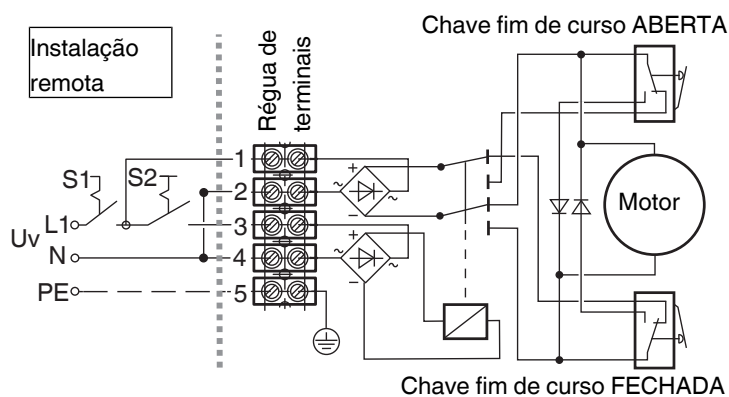 Instalação
remota
Régua de
terminais
Chave fim de curso ABERTA
S1
S2
Uv
L1
N
PE
1
2
3
4
5
+
~
~
−
+
~
~
−
Motor
Chave fim de curso FECHADA